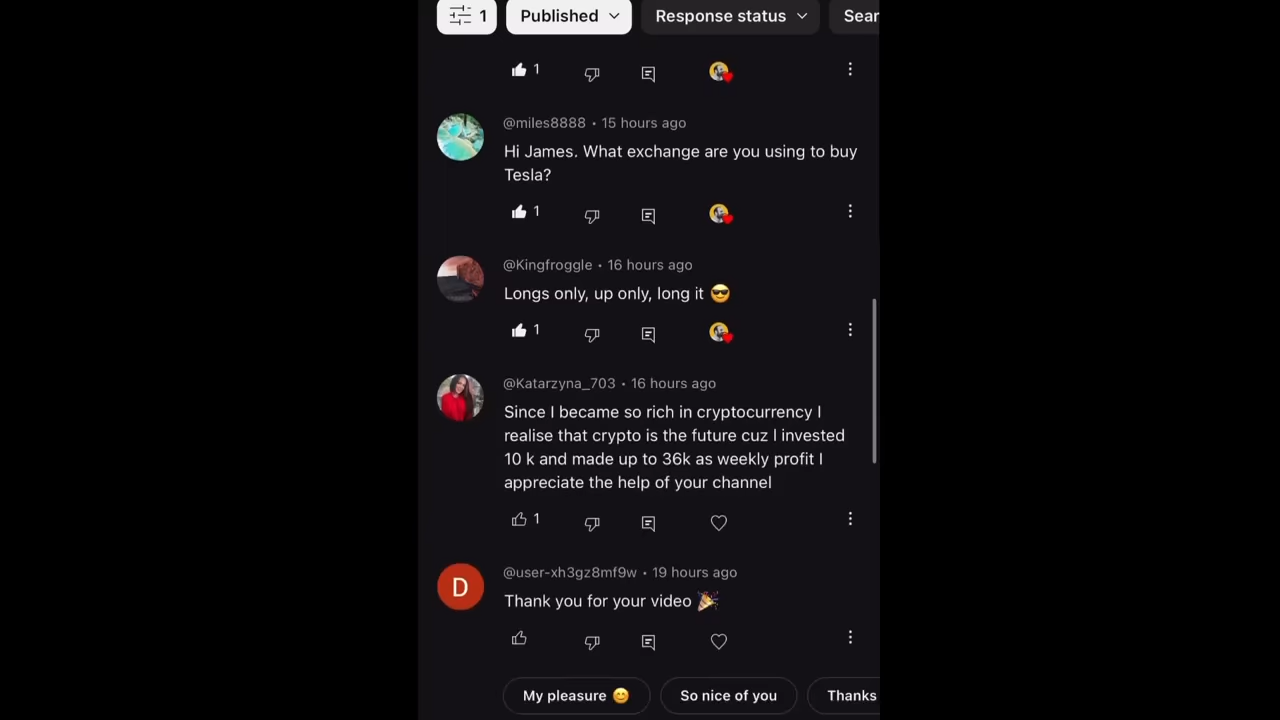 1 Published Response status Sear
1
@miles8888 • 15 hours ago
Hi James. What exchange are you using to buy
Tesla?
1
@Kingfroggle • 16 hours ago
Longs only, up only, long it 😎
1
@Katarzyna_703 • 16 hours ago
Since I became so rich in cryptocurrency I
realise that crypto is the future cuz I invested
10 k and made up to 36k as weekly profit I
appreciate the help of your channel
1
D
@user-xh3gz8mf9w • 19 hours ago
Thank you for your video 🎉
My pleasure 😊 So nice of you Thanks